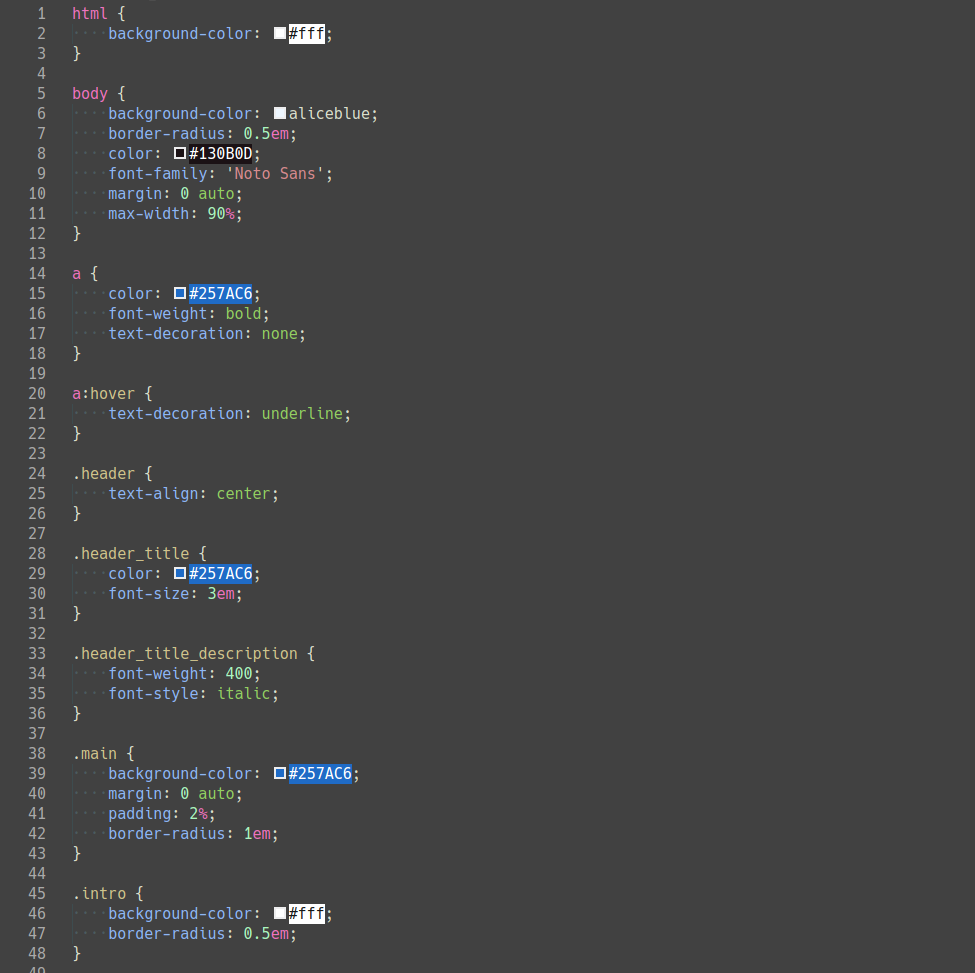 1 html {
2 background-color: #fff;
3 }
4
5 body {
6 background-color: aliceblue;
7 border-radius: 0.5em;
8 color: #130B0D;
9 font-family: 'Noto Sans';
10 margin: 0 auto;
11 max-width: 90%;
12 }
13
14 a {
15 color: #257AC6;
16 font-weight: bold;
17 text-decoration: none;
18 }
19
20 a:hover {
21 text-decoration: underline;
22 }
23
24 .header {
25 text-align: center;
26 }
27
28 .header_title {
29 color: #257AC6;
30 font-size: 3em;
31 }
32
33 .header_title_description {
34 font-weight: 400;
35 font-style: italic;
36 }
37
38 .main {
39 background-color: #257AC6;
40 margin: 0 auto;
41 padding: 2%;
42 border-radius: 1em;
43 }
44
45 .intro {
46 background-color: #fff;
47 border-radius: 0.5em;
48 }
49